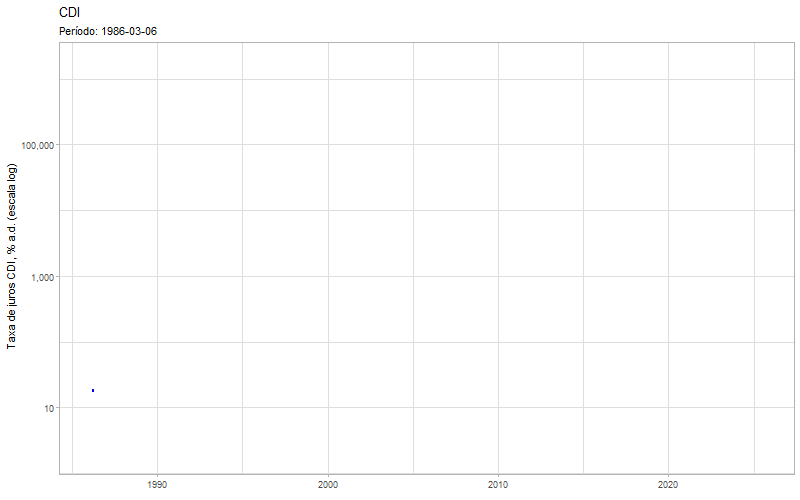 CDI
Período: 1986-03-06
Taxa de juros CDI, % a.d. (escala log)
100,000
1,000
10
1990
2000
2010
2020